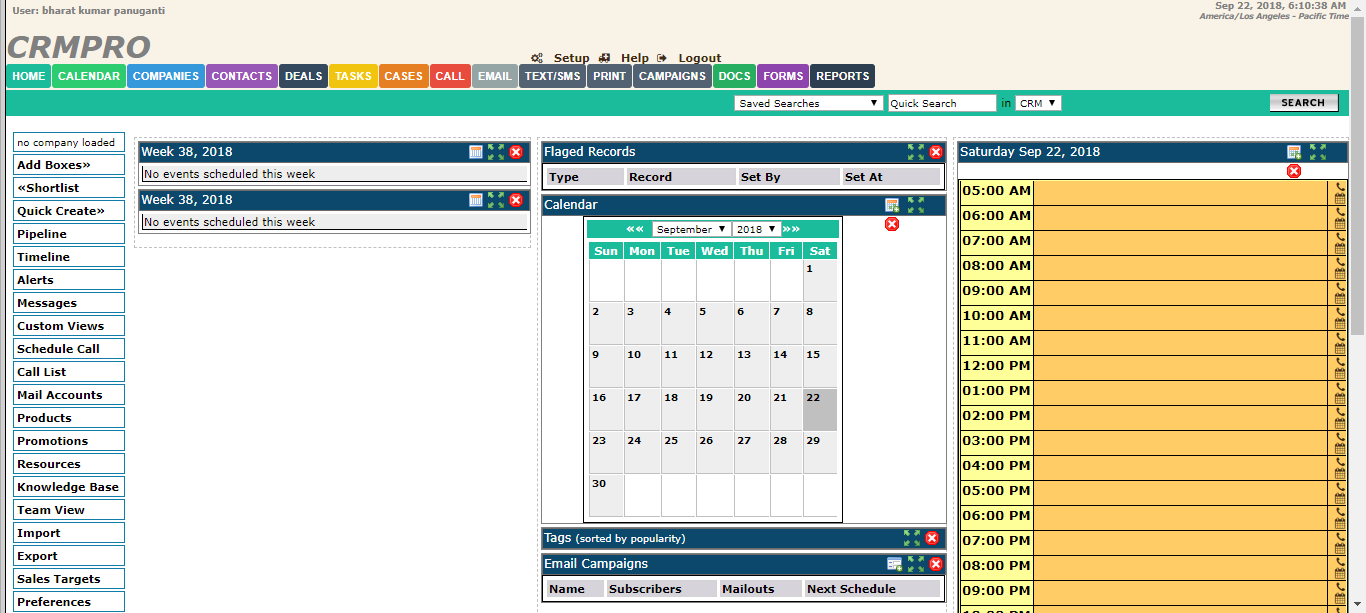 User: bharat kumar panuganti
Sep 22, 2018, 6:10:38 AM
America/Los Angeles - Pacific Time
CRMPRO
Setup Help Logout
HOME CALENDAR COMPANIES CONTACTS DEALS TASKS CASES CALL EMAIL TEXT/SMS PRINT CAMPAIGNS DOCS FORMS REPORTS
Saved Searches Quick Search in CRM SEARCH
no company loaded
Add Boxes»
«Shortlist
Quick Create»
Pipeline
Timeline
Alerts
Messages
Custom Views
Schedule Call
Call List
Mail Accounts
Products
Promotions
Resources
Knowledge Base
Team View
Import
Export
Sales Targets
Preferences
Week 38, 2018
No events scheduled this week
Week 38, 2018
No events scheduled this week
Flaged Records
Type Record Set By Set At
Calendar
«« September 2018 »»
Sun Mon Tue Wed Thu Fri Sat
1
2 3 4 5 6 7 8
9 10 11 12 13 14 15
16 17 18 19 20 21 22
23 24 25 26 27 28 29
30
Tags (sorted by popularity)
Email Campaigns
Name Subscribers Mailouts Next Schedule
Saturday Sep 22, 2018
05:00 AM
06:00 AM
07:00 AM
08:00 AM
09:00 AM
10:00 AM
11:00 AM
12:00 PM
01:00 PM
02:00 PM
03:00 PM
04:00 PM
05:00 PM
06:00 PM
07:00 PM
08:00 PM
09:00 PM